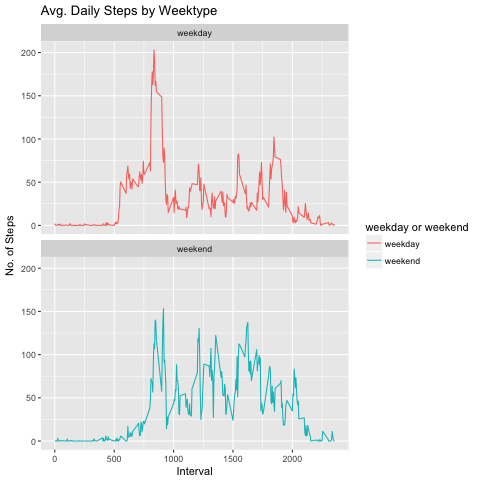 Avg. Daily Steps by Weektype
weekday
200
150
100
50
0
weekend
200
150
100
50
0
0 500 1000 1500 2000
Interval
No. of Steps
weekday or weekend
weekday
weekend